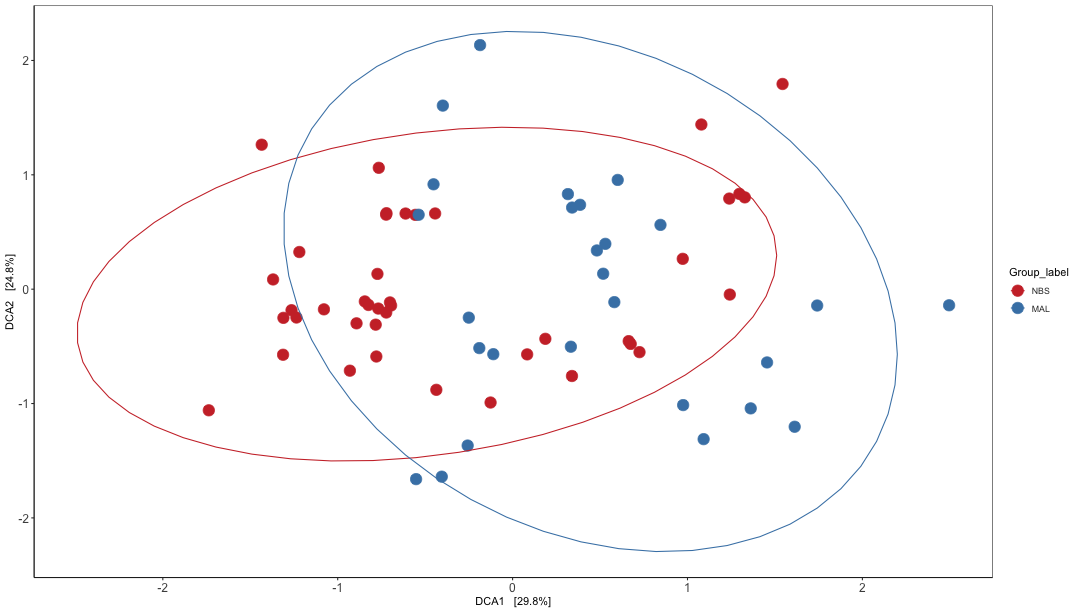 2
1
0
-1
-2
DCA2 [24.8%]
-2 -1 0 1 2
DCA1 [29.8%]
Group_label
NBS
MAL